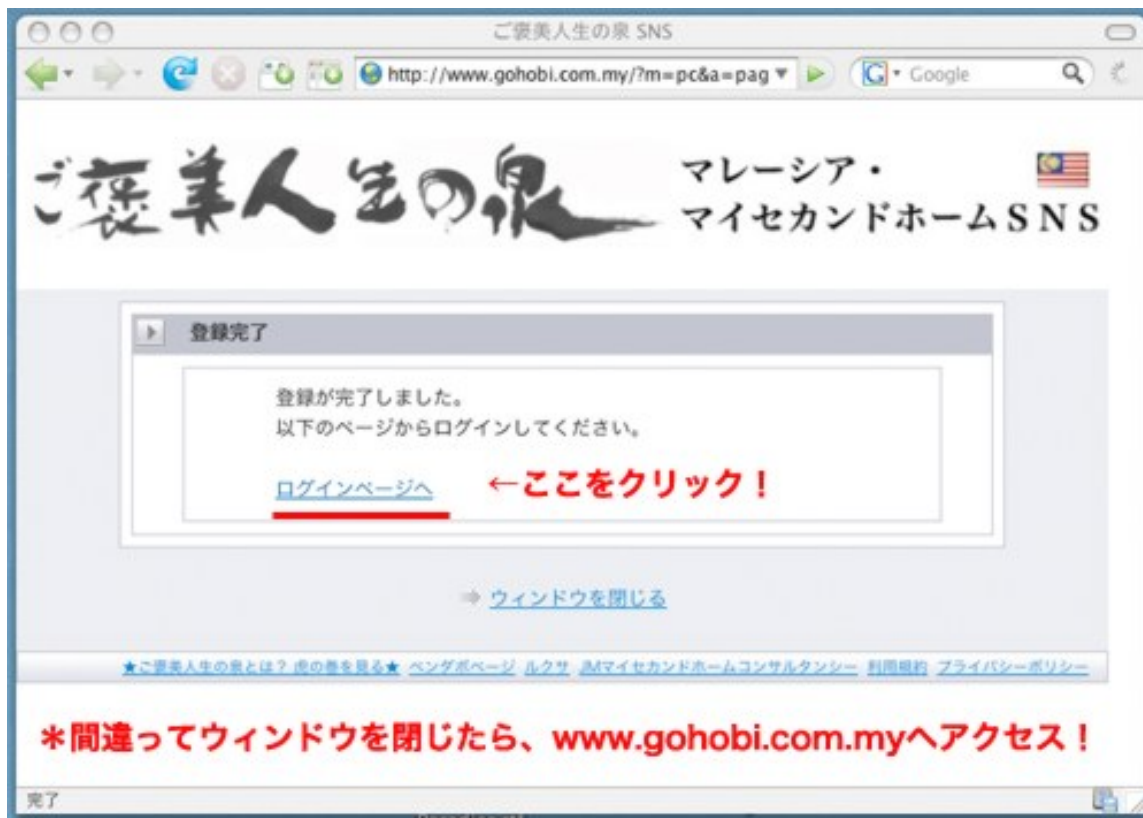 ご褒美人生の泉 SNS
http://www.gohobi.com.my/?m=pc&a=pag
Google
ご褒美人生の泉
マレーシア・
マイセカンドホームSNS
登録完了
登録が完了しました。
以下のページからログインしてください。
ログインページへ ←ここをクリック！
⇒ ウィンドウを閉じる
★ご褒美人生の泉とは？虎の巻を見る★ ペンダボページ ルクサ JMマイセカンドホームコンサルタンシー 利用規約 プライバシーポリシー
＊間違ってウィンドウを閉じたら、www.gohobi.com.myへアクセス！
完了